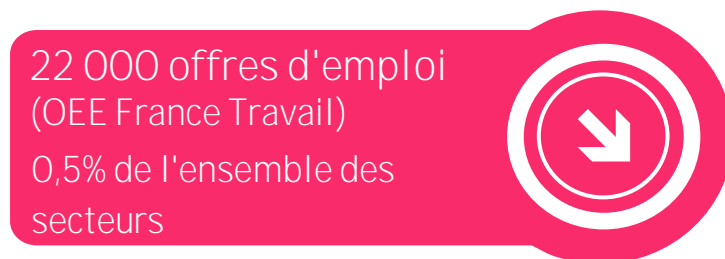 22 000 offres d'emploi
(OEE France Travail)
0,5% de l'ensemble des
secteurs